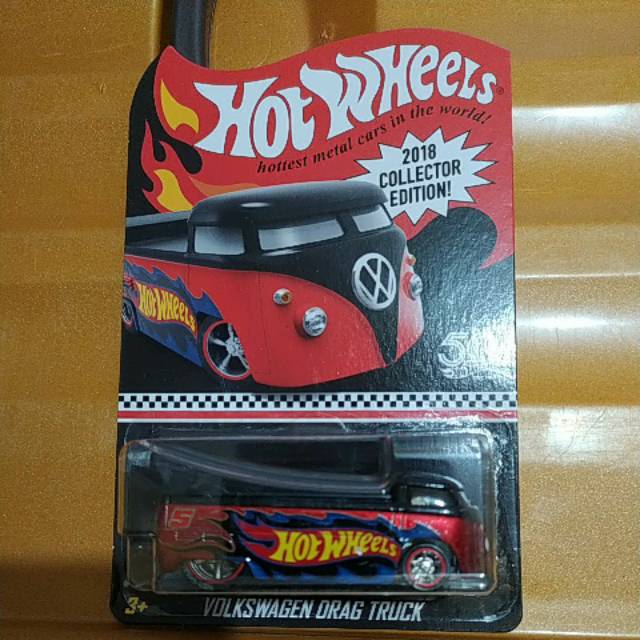 HOT WHEELS®
hottest metal cars in the world!
2018
COLLECTOR
EDITION!
HOT WHEELS
5
HOT WHEELS
3+
VOLKSWAGEN DRAG TRUCK